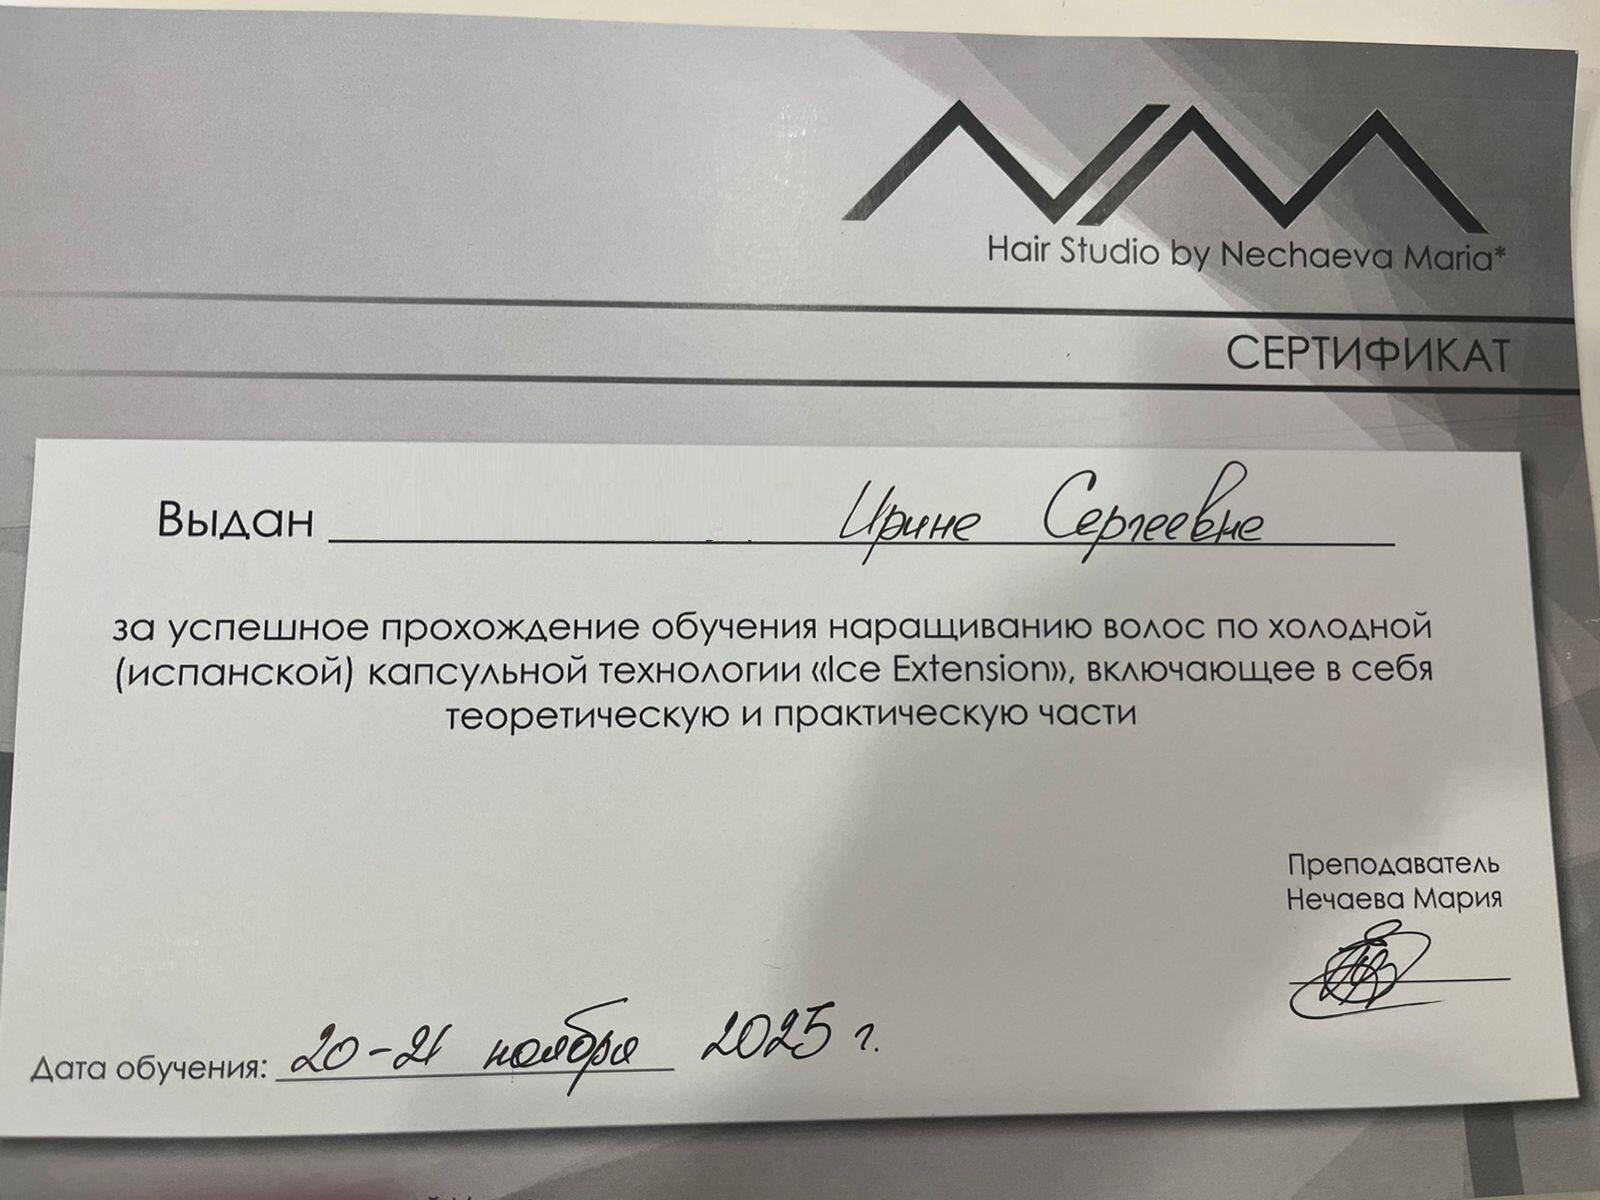 NM
Hair Studio by Nechaeva Maria*
СЕРТИФИКАТ
Выдан Ирине Сергеевне
за успешное прохождение обучения наращиванию волос по холодной
(испанской) капсульной технологии «Ice Extension», включающее в себя
теоретическую и практическую части
Преподаватель
Нечаева Мария
Дата обучения: 20-21 ноября 2025 г.